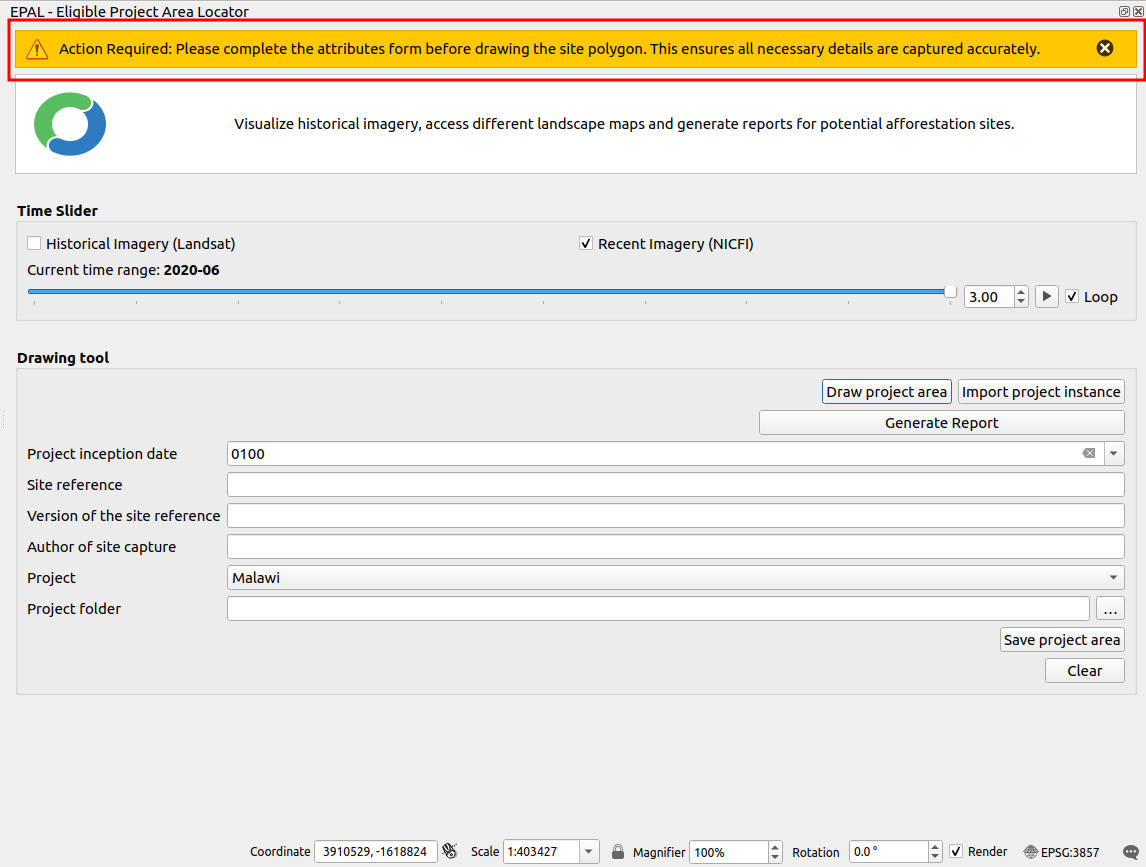 EPAL - Eligible Project Area Locator
Action Required: Please complete the attributes form before drawing the site polygon. This ensures all necessary details are captured accurately.
Visualize historical imagery, access different landscape maps and generate reports for potential afforestation sites.
Time Slider
Historical Imagery (Landsat) Recent Imagery (NICFI)
Current time range: 2020-06
3.00 Loop
Drawing tool
Draw project area Import project instance
Generate Report
Project inception date 0100
Site reference
Version of the site reference
Author of site capture
Project Malawi
Project folder ...
Save project area
Clear
Coordinate 3910529,-1618824 Scale 1:403427 Magnifier 100% Rotation 0.0 ° Render EPSG:3857